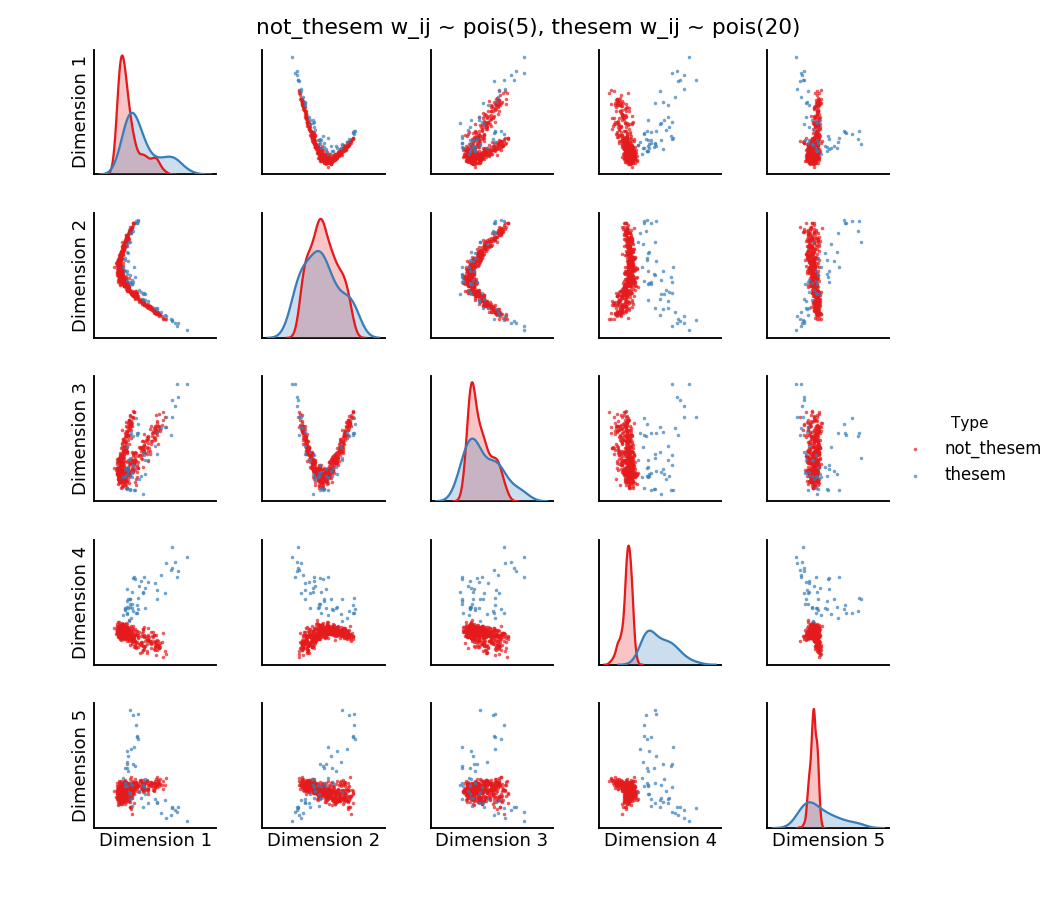 not_thesem w_ij ~ pois(5), thesem w_ij ~ pois(20)
Dimension 1
Dimension 2
Dimension 3
Dimension 4
Dimension 5
Type
not_thesem
thesem
Dimension 1
Dimension 2
Dimension 3
Dimension 4
Dimension 5